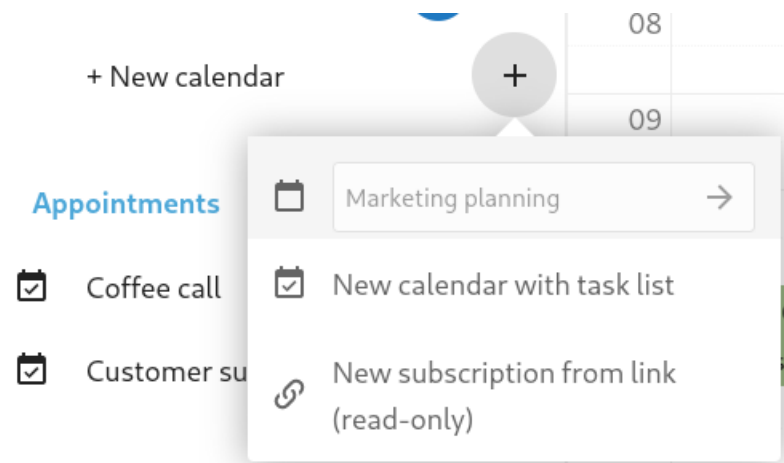 08
+ New calendar
+
09
Marketing planning
Appointments
Coffee call
New calendar with task list
Customer su
New subscription from link
(read-only)